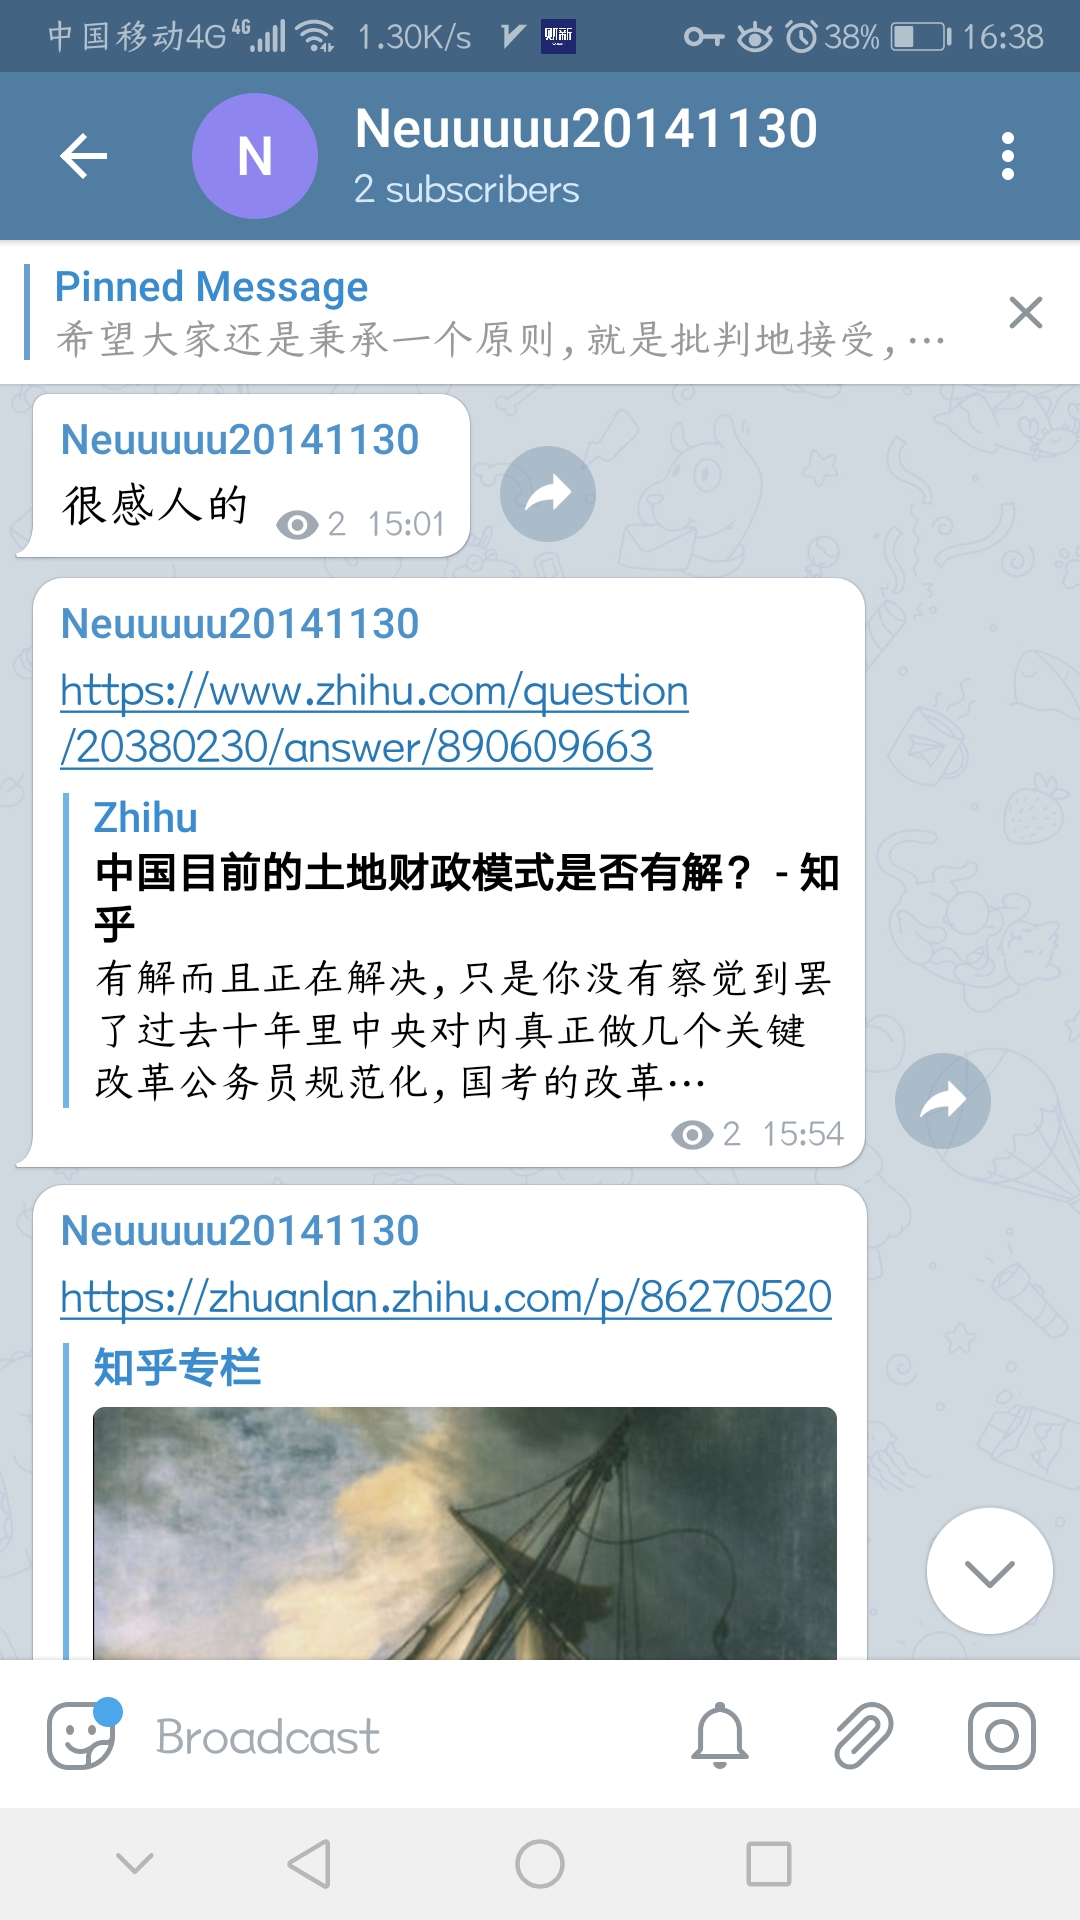 中国移动4G 4G 1.30K/s 财新 38% 16:38
N
Neuuuuu20141130
2 subscribers
Pinned Message
希望大家还是秉承一个原则,就是批判地接受,…
Neuuuuu20141130
很感人的 2 15:01
Neuuuuu20141130
https://www.zhihu.com/question
/20380230/answer/890609663
Zhihu
中国目前的土地财政模式是否有解？ - 知
乎
有解而且正在解决,只是你没有察觉到罢
了过去十年里中央对内真正做几个关键
改革公务员规范化,国考的改革…
2 15:54
Neuuuuu20141130
https://zhuanlan.zhihu.com/p/86270520
知乎专栏
Broadcast